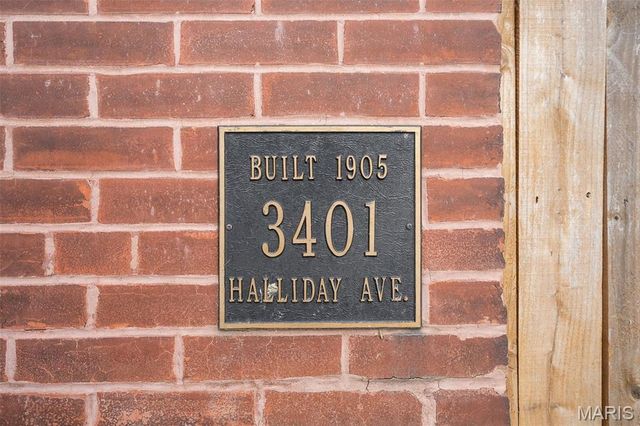 BUILT 1905
3401
HALLIDAY AVE.
MARIS